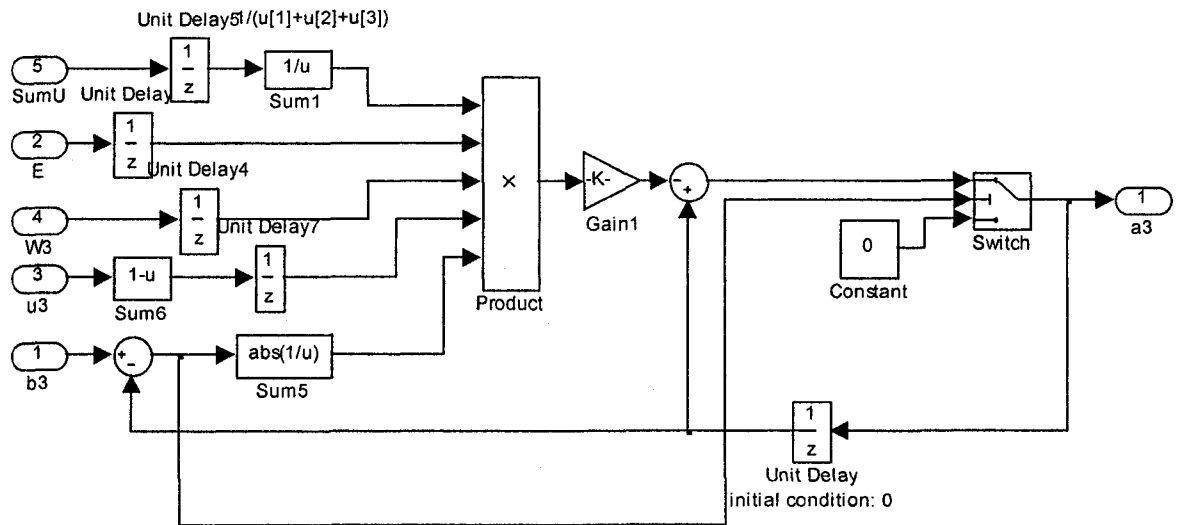 Unit Delay5
1/(u[1]+u[2]+u[3])
5
SumU
1
z
1/u
Sum1
Unit Delay
2
E
1
z
Unit Delay4
4
W3
1
z
Unit Delay7
3
u3
1-u
Sum6
1
z
1
b3
+
-
abs(1/u)
Sum5
×
Product
-K-
Gain1
-
+
0
Constant
Switch
1
a3
1
z
Unit Delay
initial condition: 0